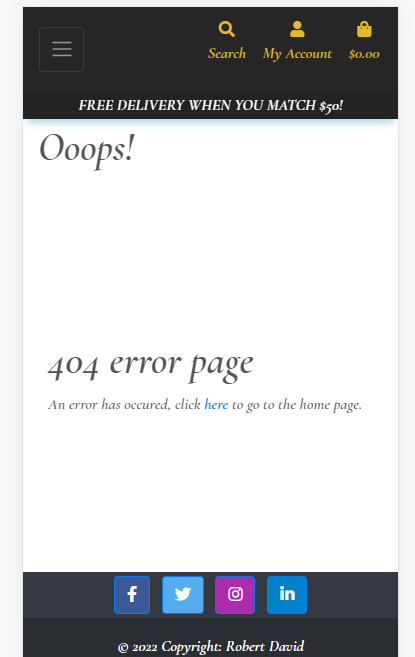 Search My Account $0.00
FREE DELIVERY WHEN YOU MATCH $50!
Ooops!
404 error page
An error has occured, click here to go to the home page.
© 2022 Copyright: Robert David